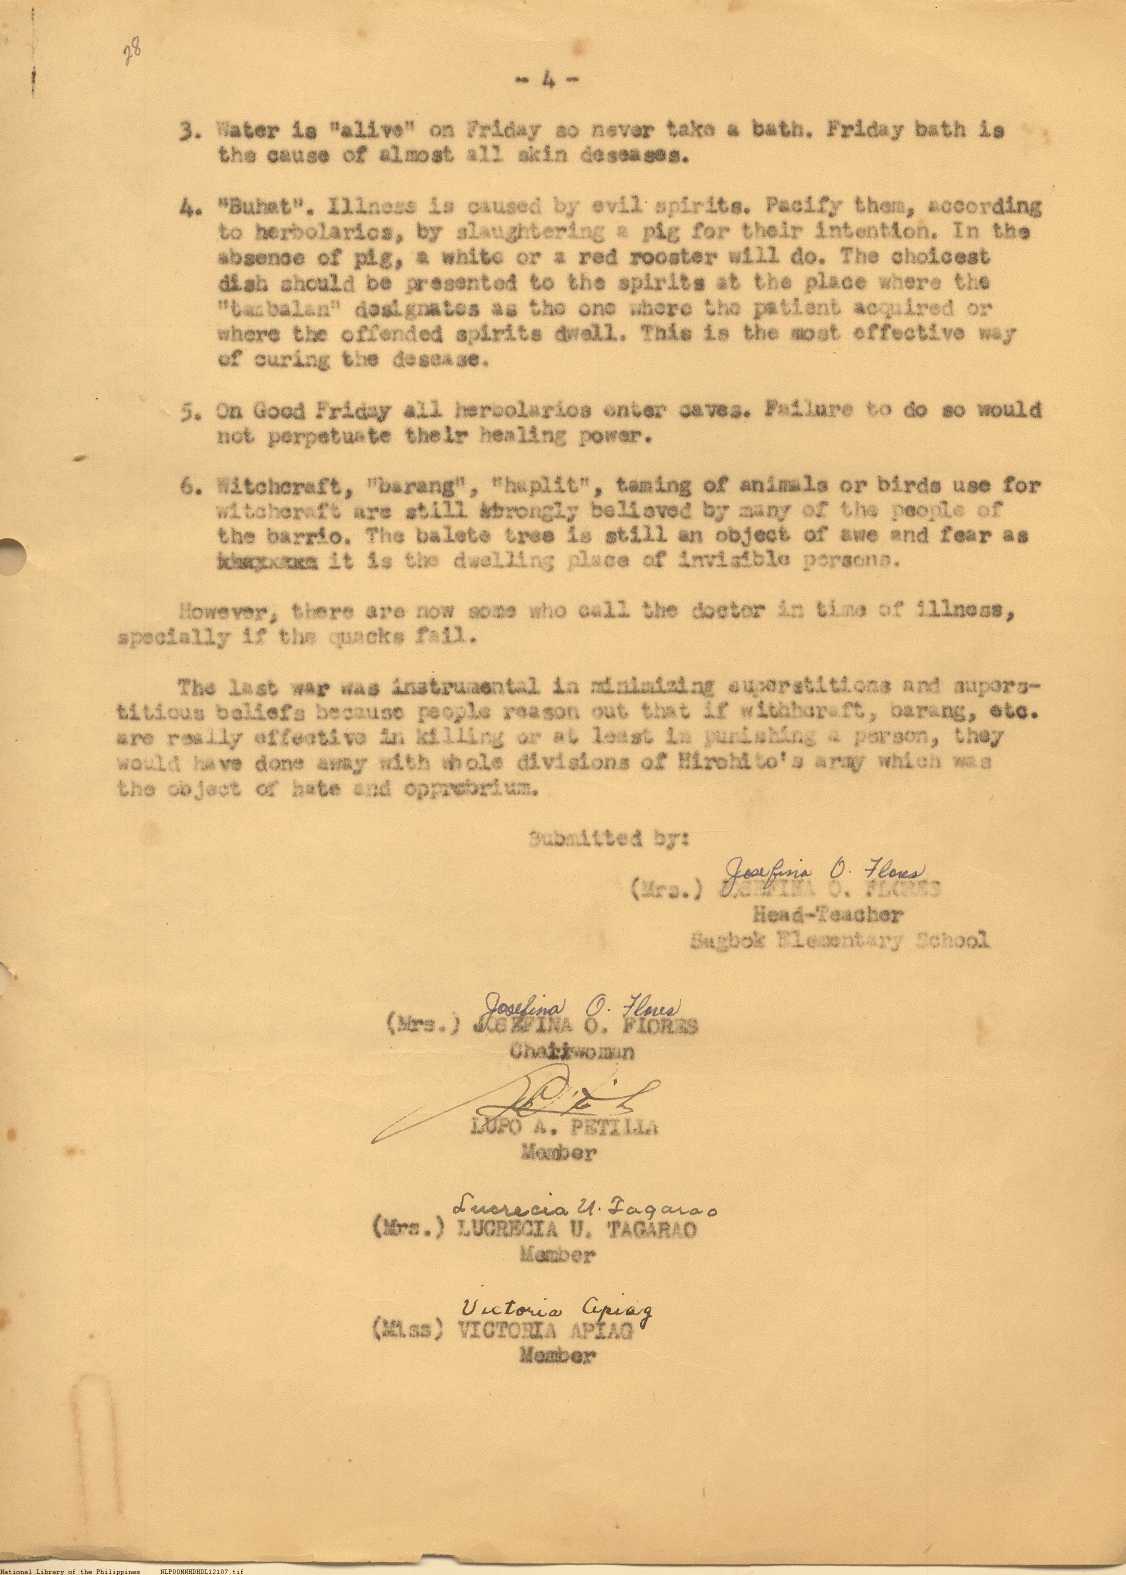 28
- 4 -
3. Water is "alive" on Friday so never take a bath. Friday bath is
the cause of almost all skin deseases.
4. "Buhat". Illness is caused by evil spirits. Pacify them, according
to herbolarios, by slaughtering a pig for their intention. In the
absence of pig, a white or a red rooster will do. The choicest
dish should be presented to the spirits at the place where the
"tambalan" designates as the one where the patient acquired or
where the offended spirits dwell. This is the most effective way
of curing the desease.
5. On Good Friday all herbolarios enter caves. Failure to do so would
not perpetuate their healing power.
6. Witchcraft, "barang", "haplit", taming of animals or birds use for
witchcraft are still strongly believed by many of the people of
the barrio. The balete tree is still an object of awe and fear as
it is the dwelling place of invisible persons.
However, there are now some who call the doctor in time of illness,
specially if the quacks fail.
The last war was instrumental in minimizing superstitions and supers-
titious beliefs because people reason out that if withhcraft, barang, etc.
are really effective in killing or at least in punishing a person, they
would have done away with whole divisions of Hirohito's army which was
the object of hate and opprobrium.
Submitted by:
Josefina O. Flores
(Mrs.) JOSEFINA O. FLORES
Head-Teacher
Sagbok Elementary School
Josefina O. Flores
(Mrs.) JOSEFINA O. FLORES
Chairwoman
LUPO A. PETILLA
Member
Lucrecia U. Tagarao
(Mrs.) LUCRECIA U. TAGARAO
Member
Victoria Apiag
(Miss) VICTORIA APIAG
Member
National Library of the Philippines NLPOOMNHDHDL12107.tif